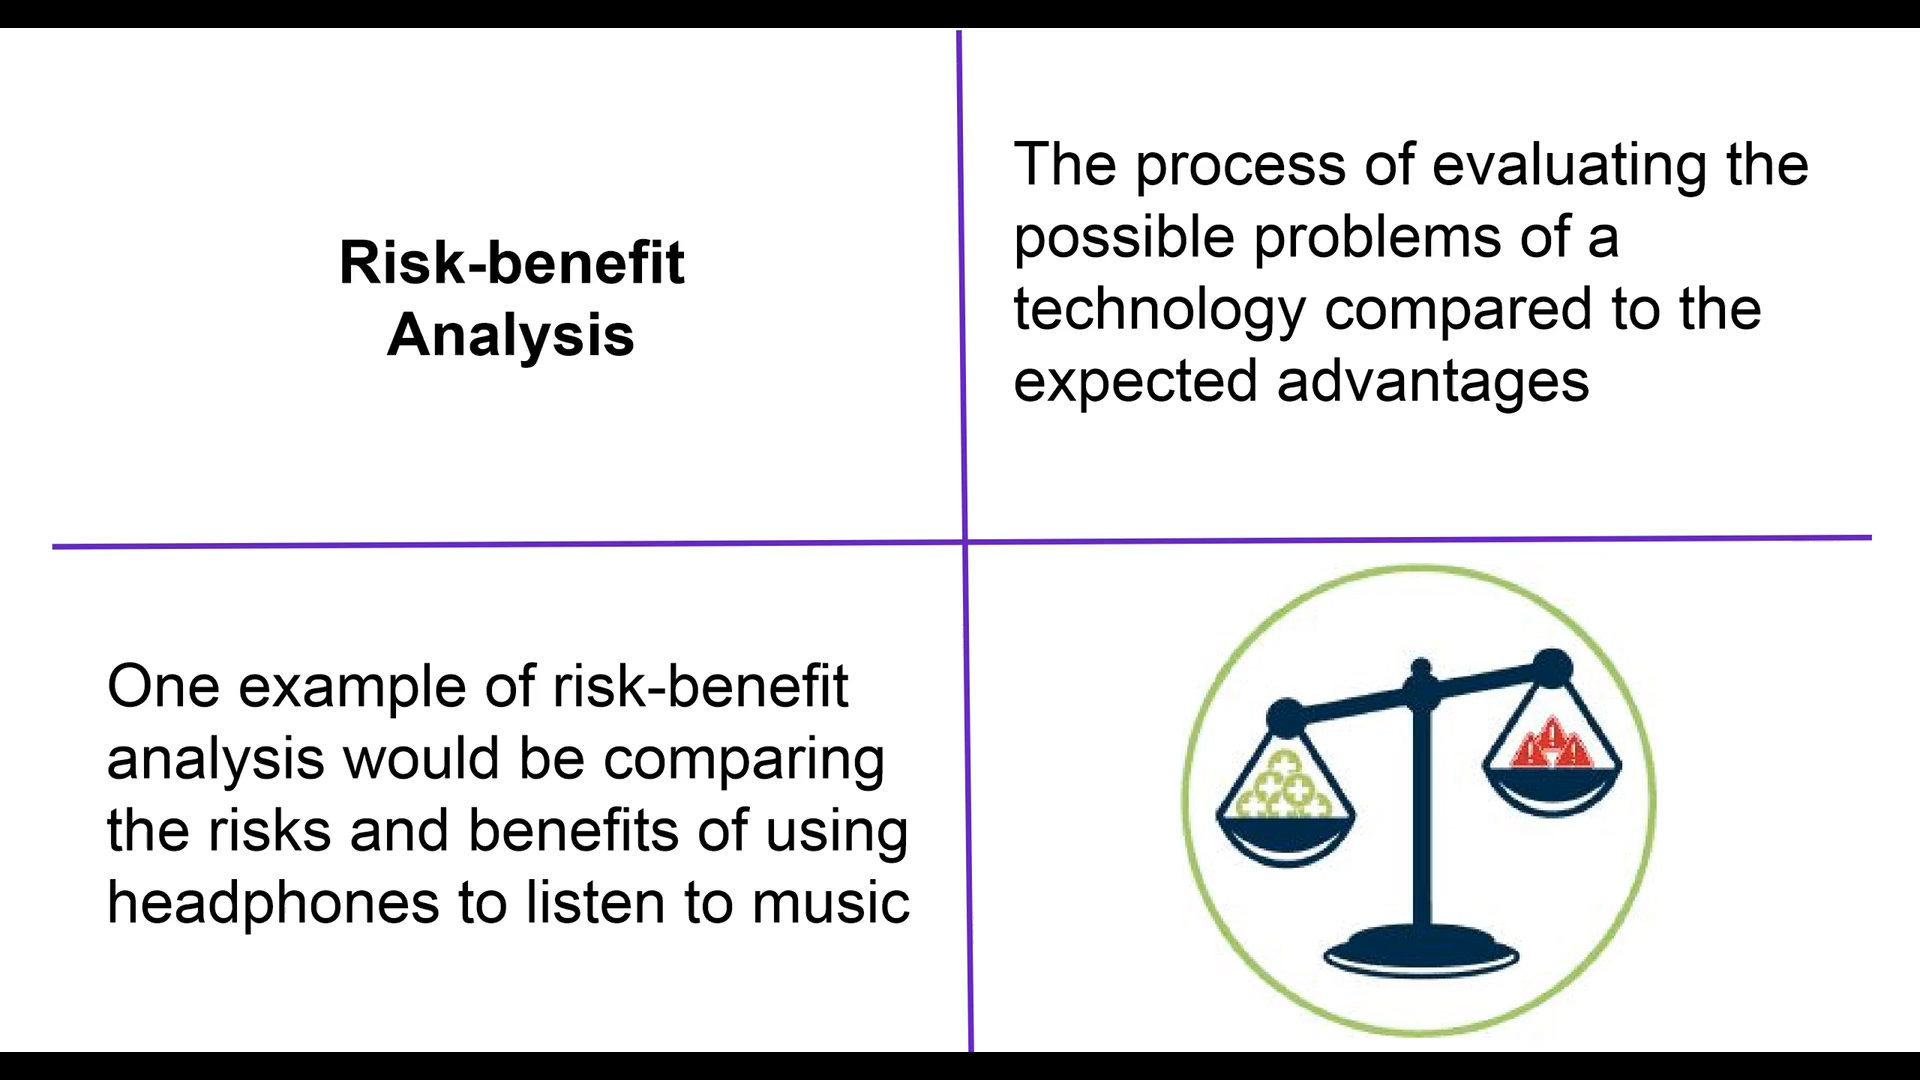 Risk-benefit
Analysis
The process of evaluating the
possible problems of a
technology compared to the
expected advantages
One example of risk-benefit
analysis would be comparing
the risks and benefits of using
headphones to listen to music